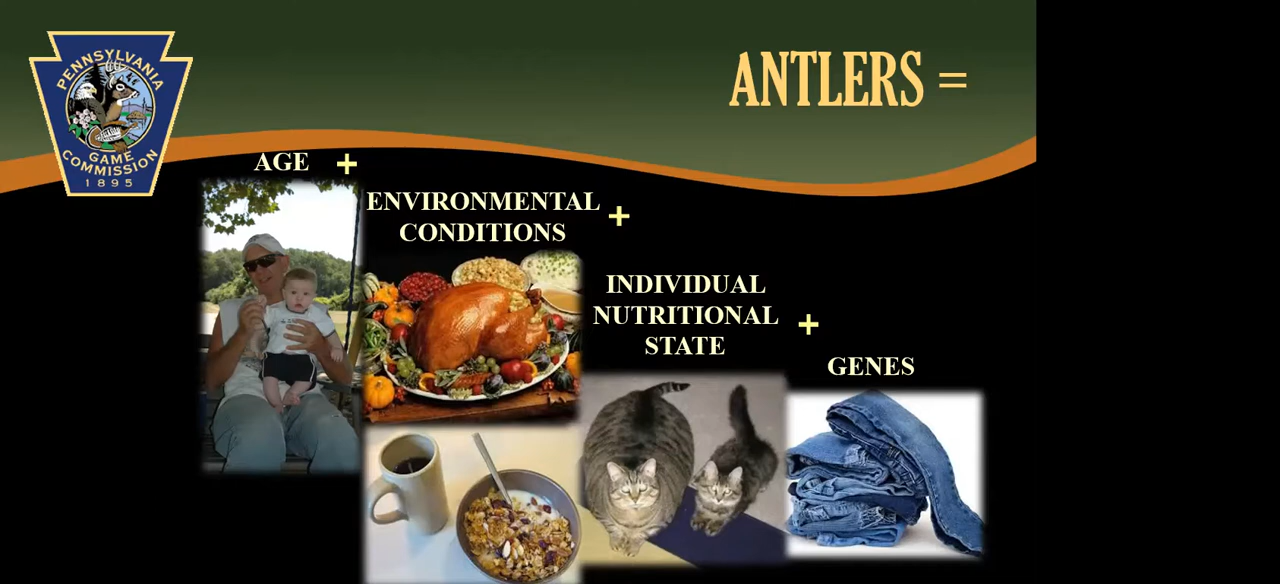 PENNSYLVANIA
GAME
COMMISSION
1895
ANTLERS =
AGE +
ENVIRONMENTAL
CONDITIONS +
INDIVIDUAL
NUTRITIONAL
STATE +
GENES